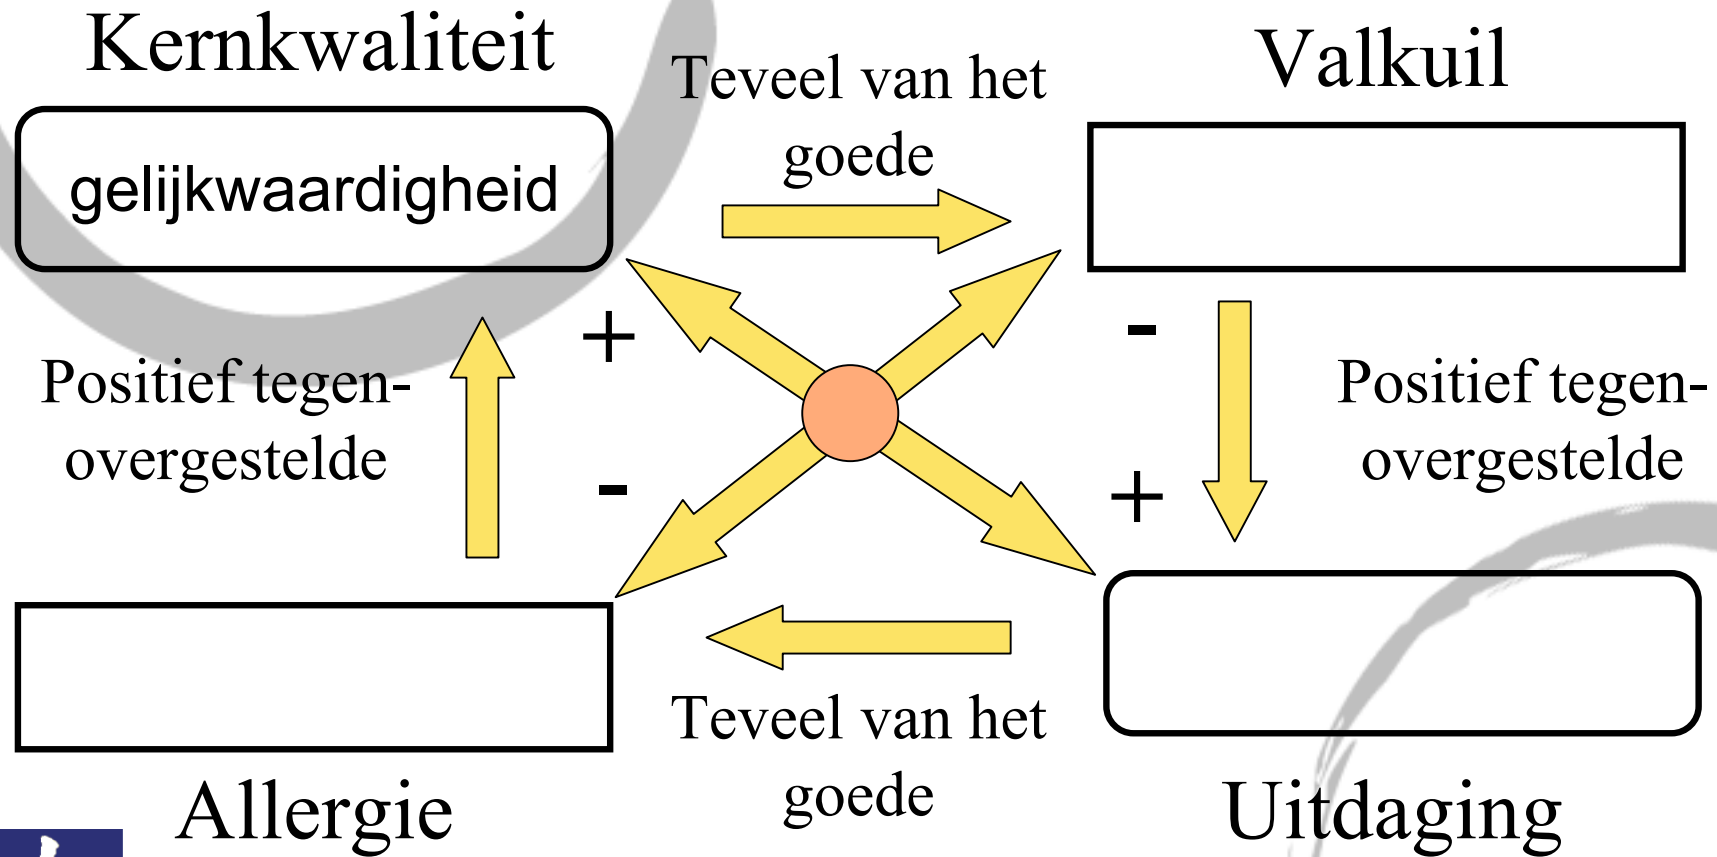 Kernkwaliteit
Teveel van het
goede
Valkuil
gelijkwaardigheid
+
-
Positief tegen-
overgestelde
Positief tegen-
overgestelde
-
+
Teveel van het
goede
Allergie
Uitdaging